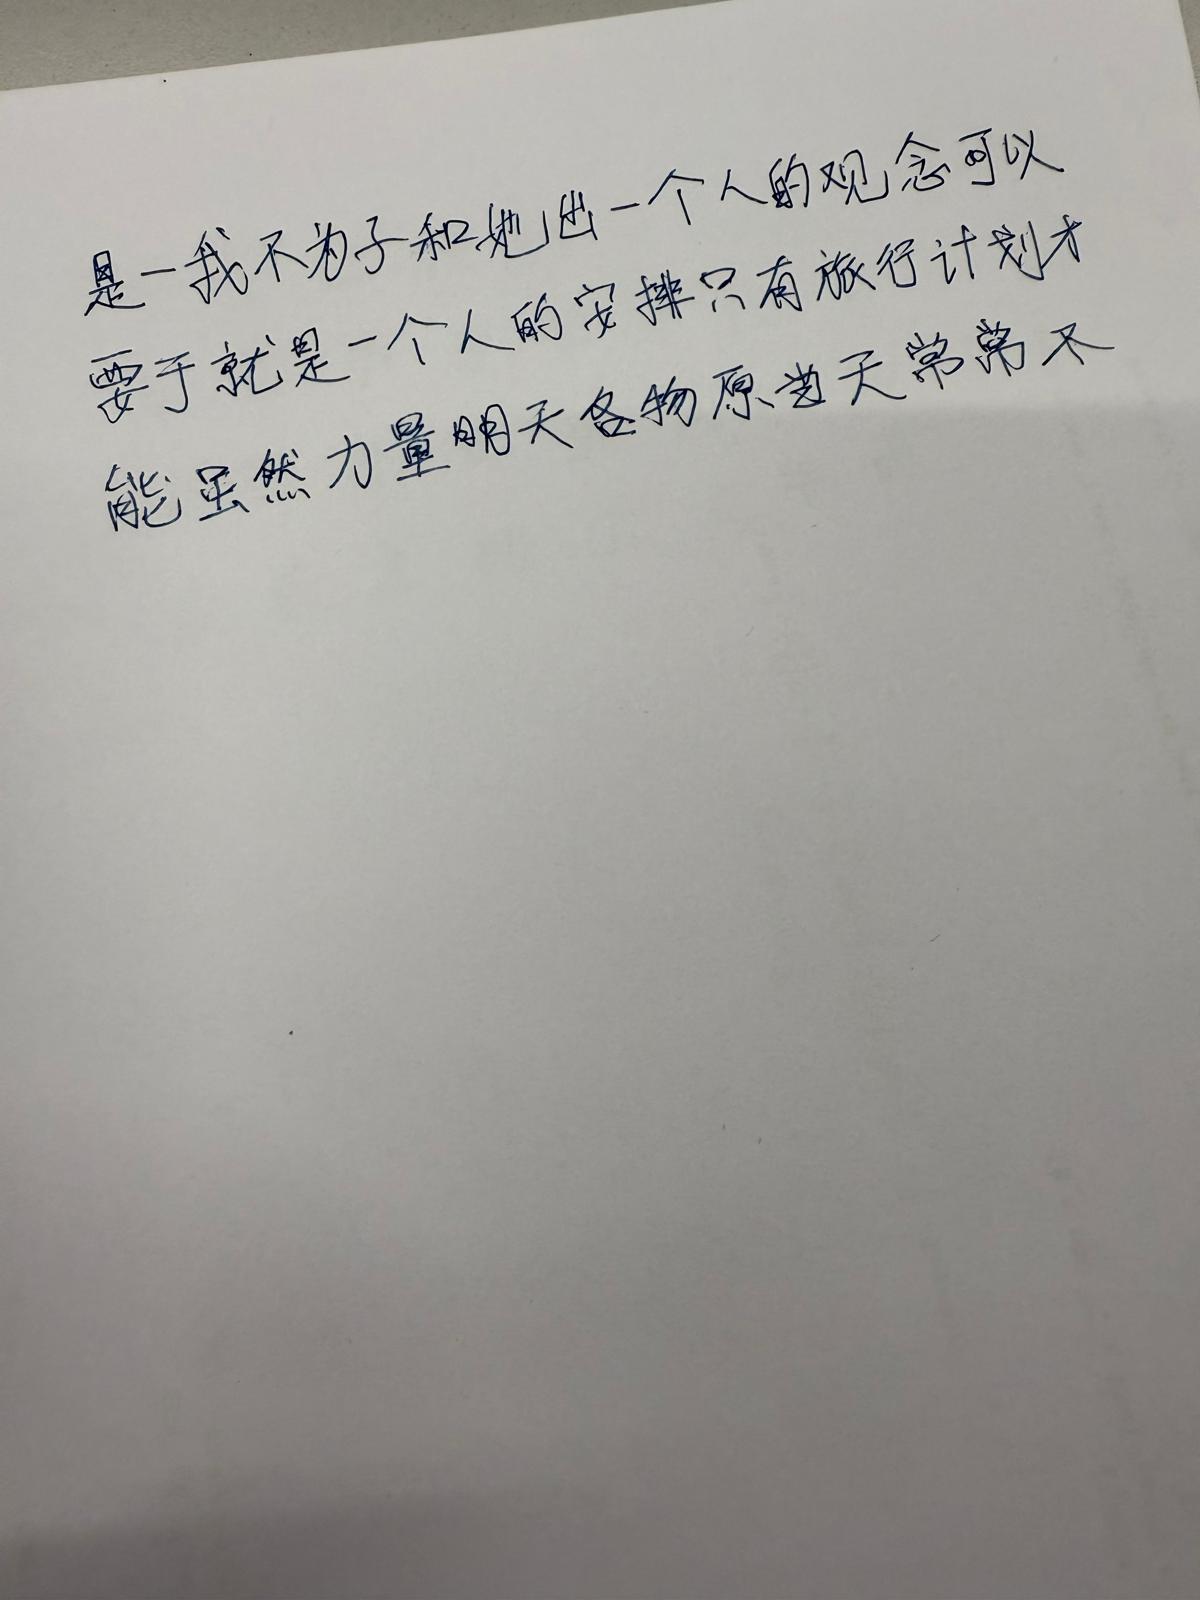 是一我不为子和她出一个人的观念可以
要于就是一个人的安排只有旅行计划才
能虽然力量明天各物原当天常常不